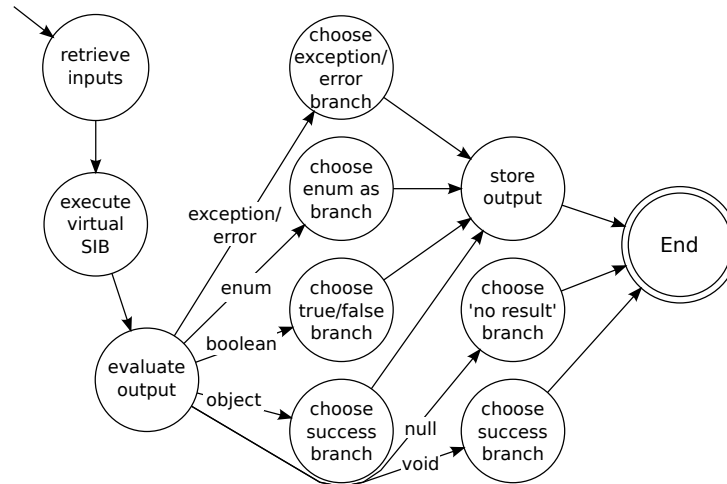 retrieve
inputs
execute
virtual
SIB
evaluate
output
exception/
error
enum
boolean
object
null
void
choose
exception/
error
branch
choose
enum as
branch
choose
true/false
branch
choose
success
branch
store
output
choose
'no result'
branch
choose
success
branch
End